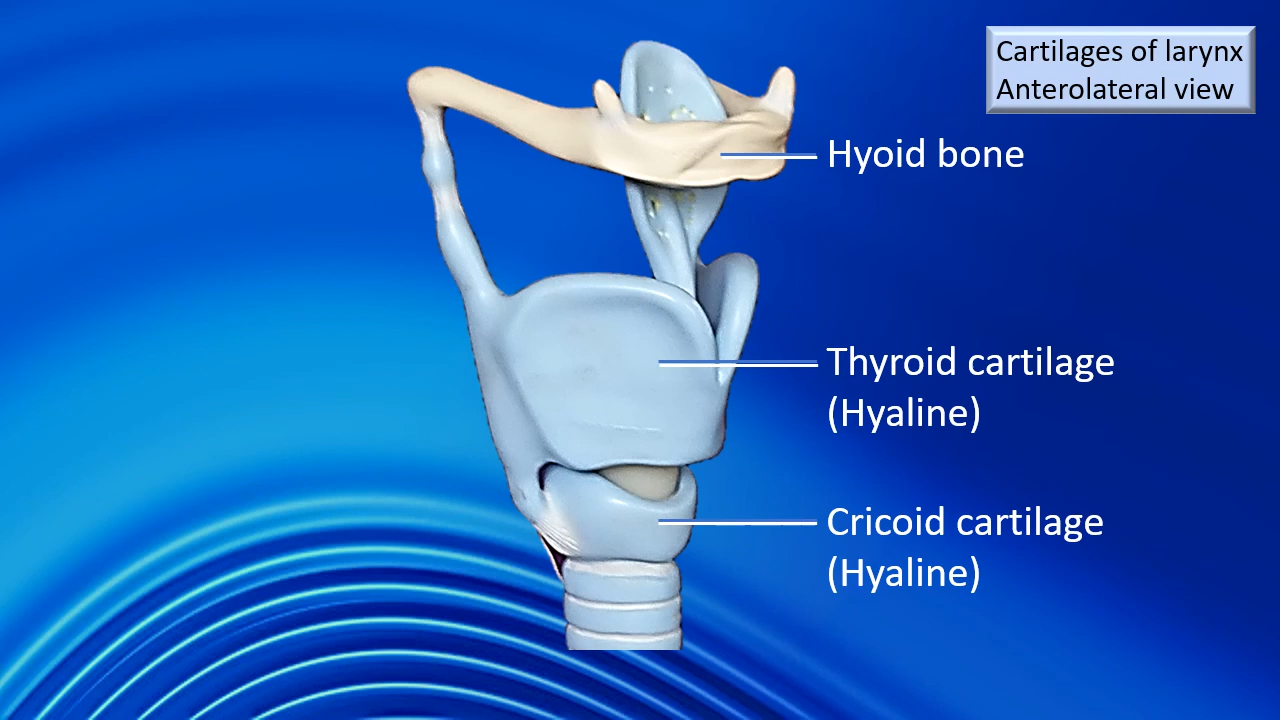 Cartilages of larynx
Anterolateral view
Hyoid bone
Thyroid cartilage
(Hyaline)
Cricoid cartilage
(Hyaline)